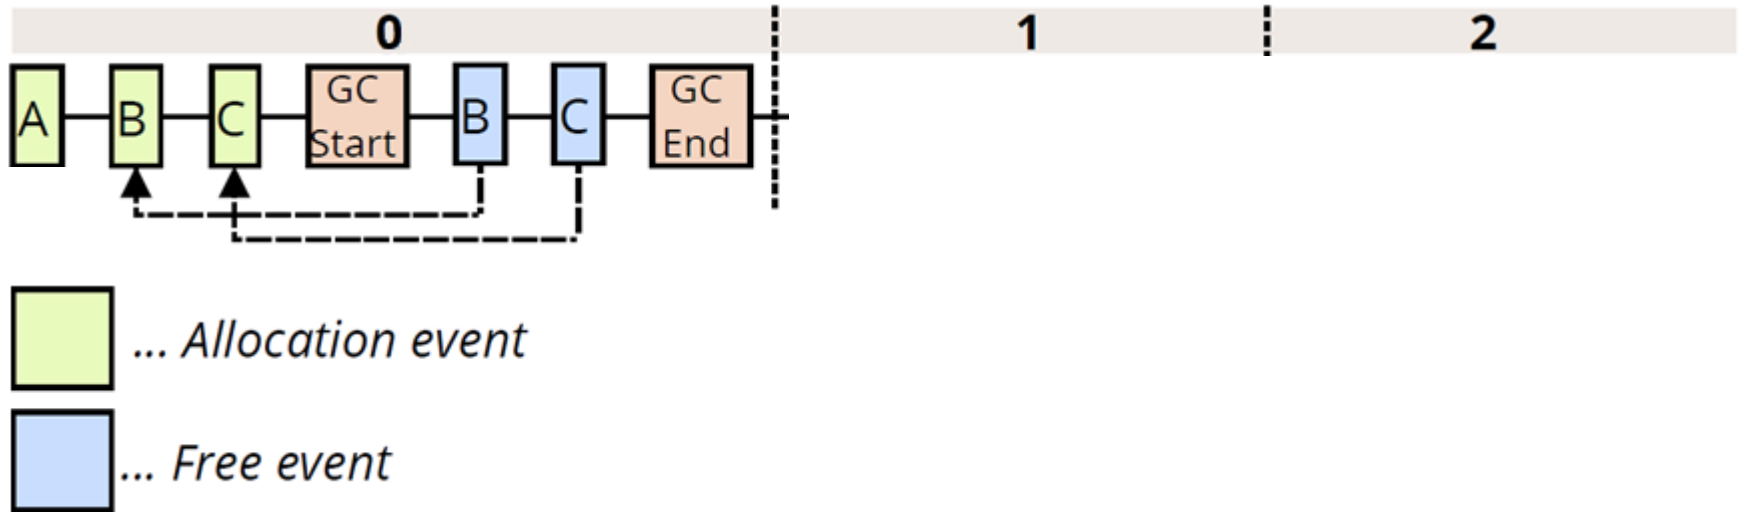 0 1 2
A B C GC Start B C GC End
... Allocation event
... Free event